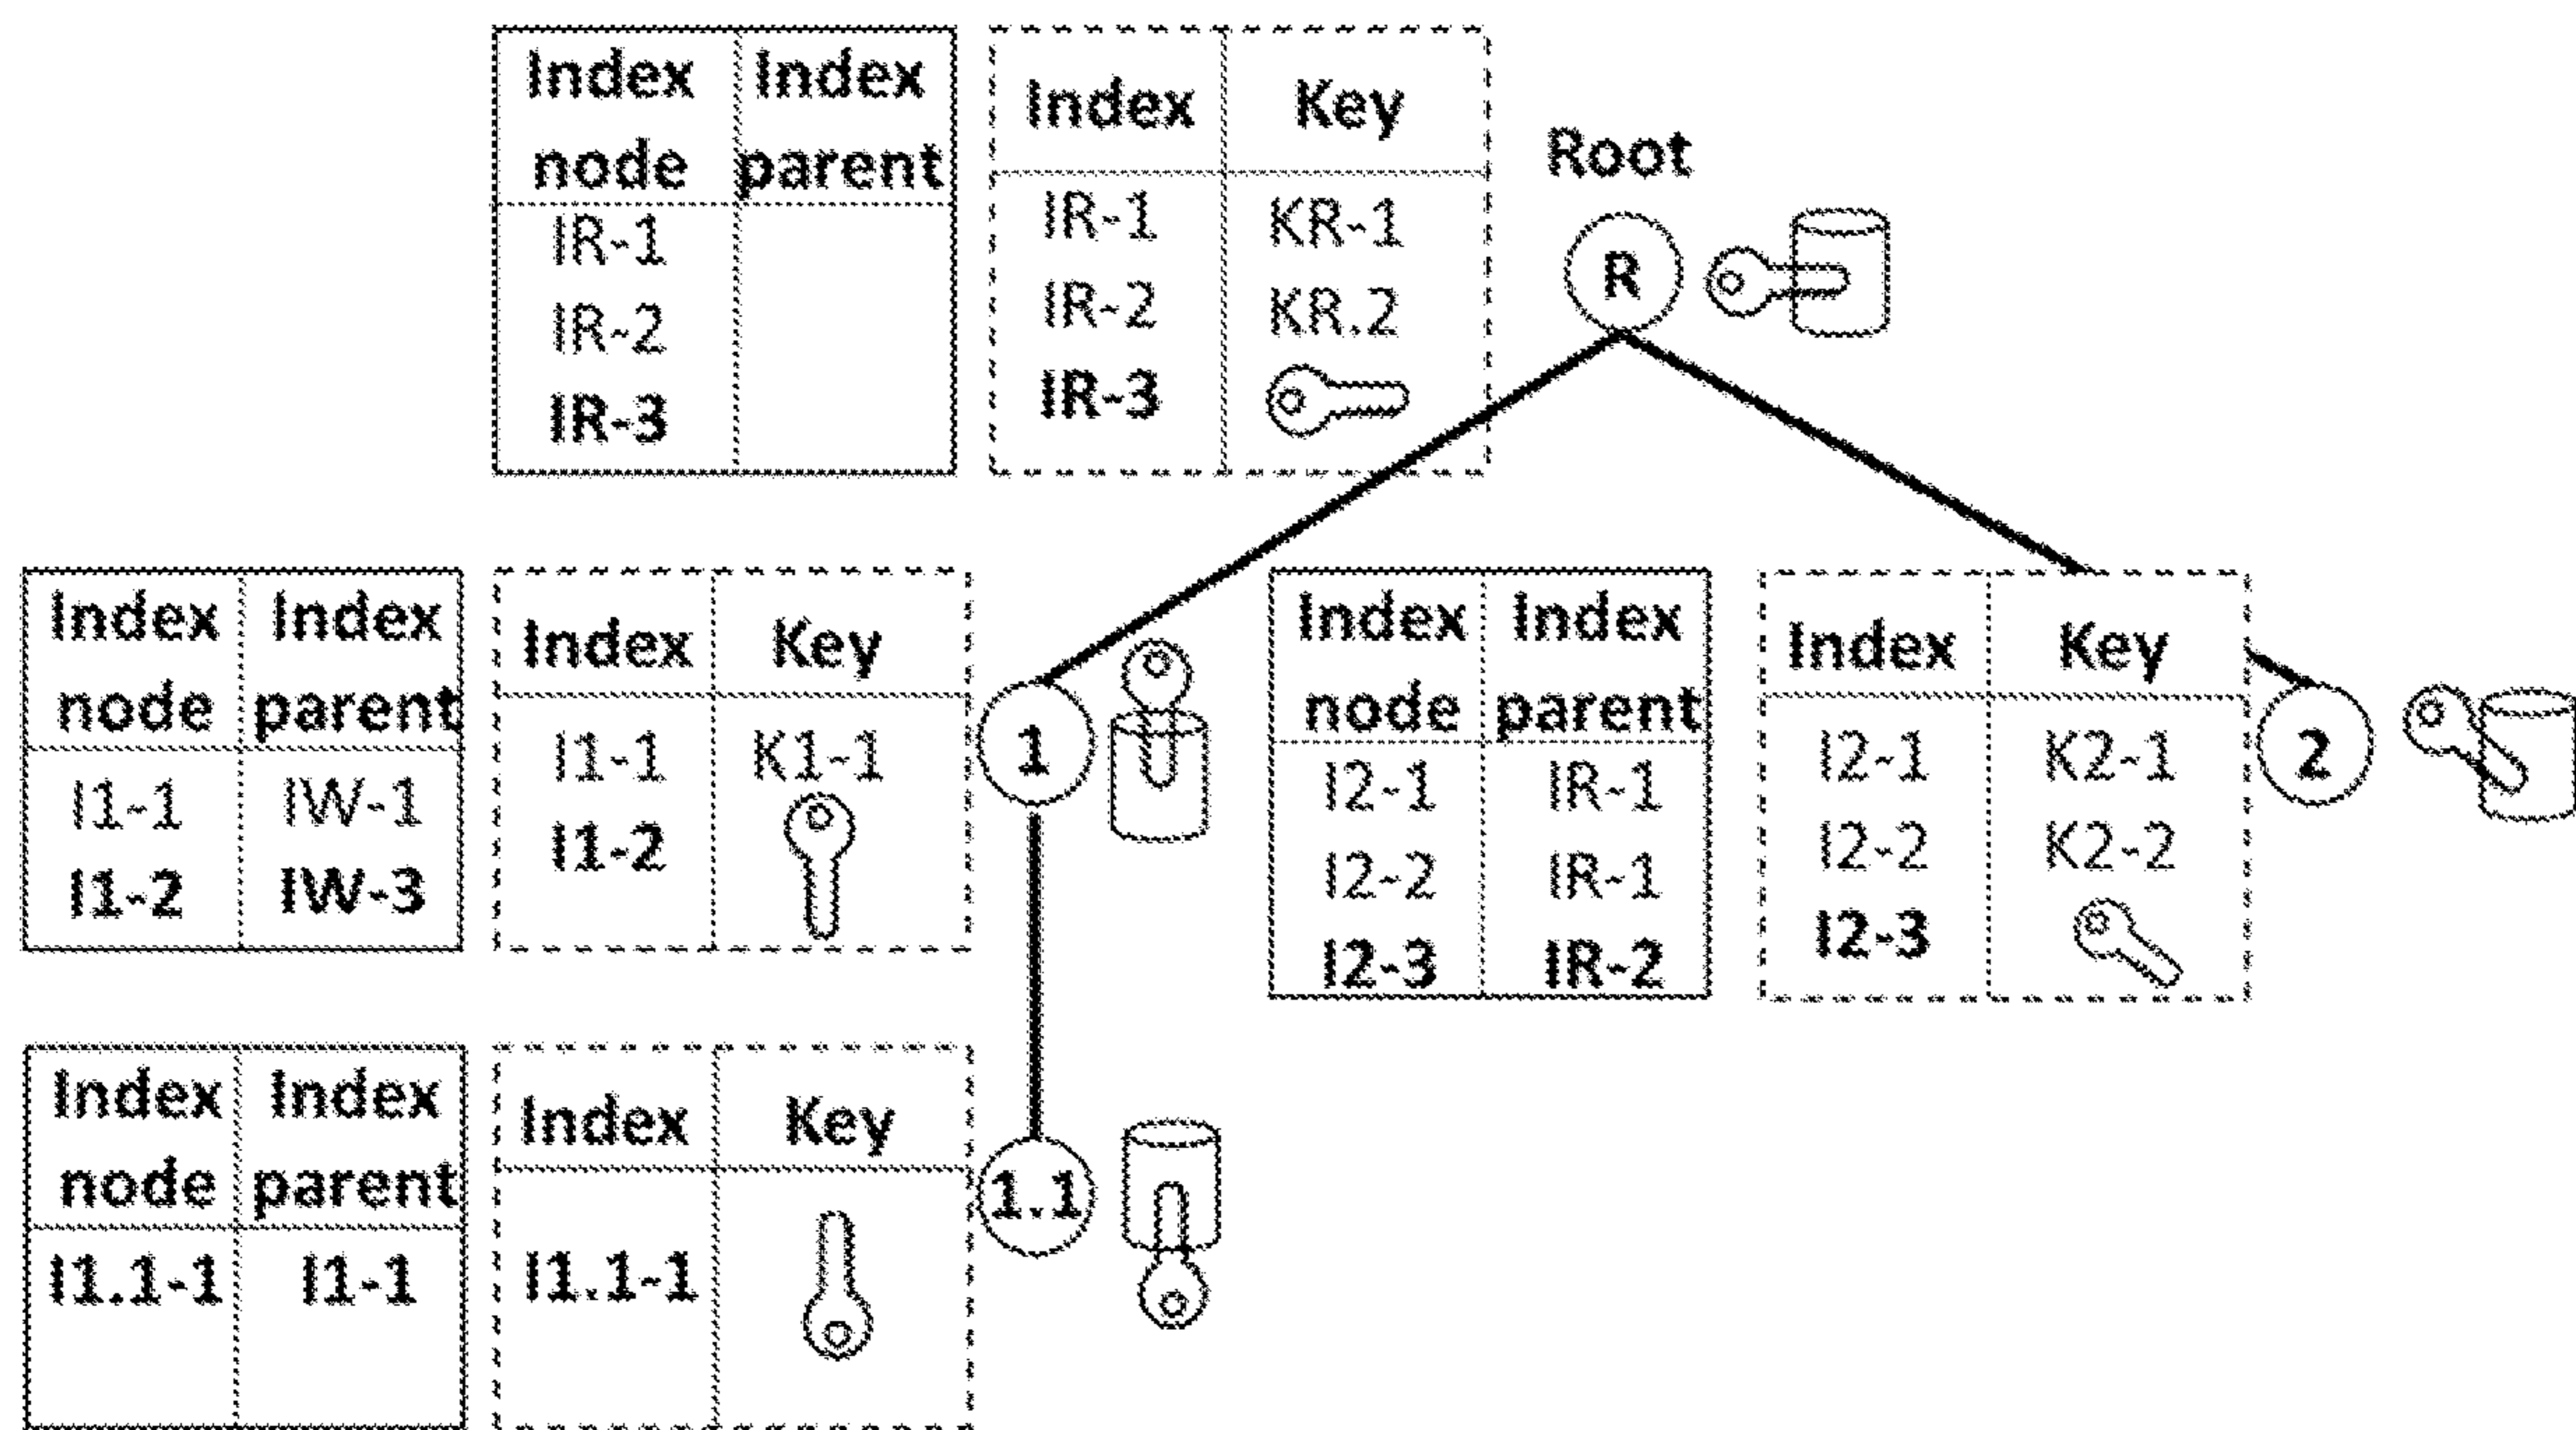 Index Index
node parent
IR-1
IR-2
IR-3
Index Key
IR-1 KR-1
IR-2 KR.2
IR-3
Root
R
Index Index
node parent
I1-1 IW-1
I1-2 IW-3
Index Key
I1-1 K1-1
I1-2
1
Index Index
node parent
I2-1 IR-1
I2-2 IR-1
I2-3 IR-2
Index Key
I2-1 K2-1
I2-2 K2-2
I2-3
2
Index Index
node parent
I1.1-1 I1-1
Index Key
I1.1-1
1.1